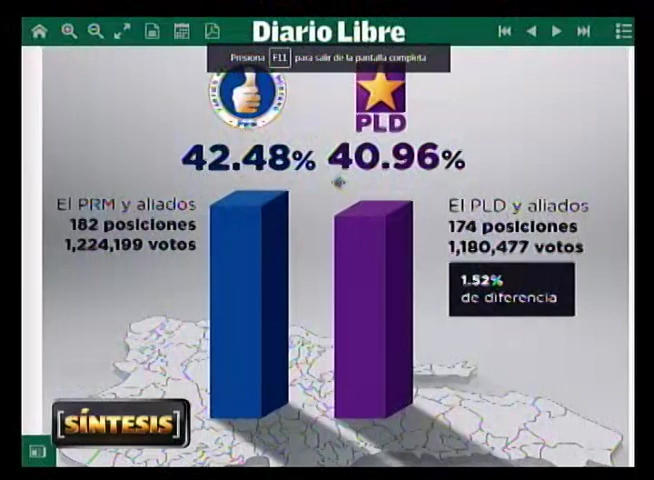 Diario Libre
Presiona F11 para salir de la pantalla completa
PRM
PLD
42.48% 40.96%
El PRM y aliados
182 posiciones
1,224,199 votos
El PLD y aliados
174 posiciones
1,180,477 votos
1.52%
de diferencia
[SÍNTESIS]